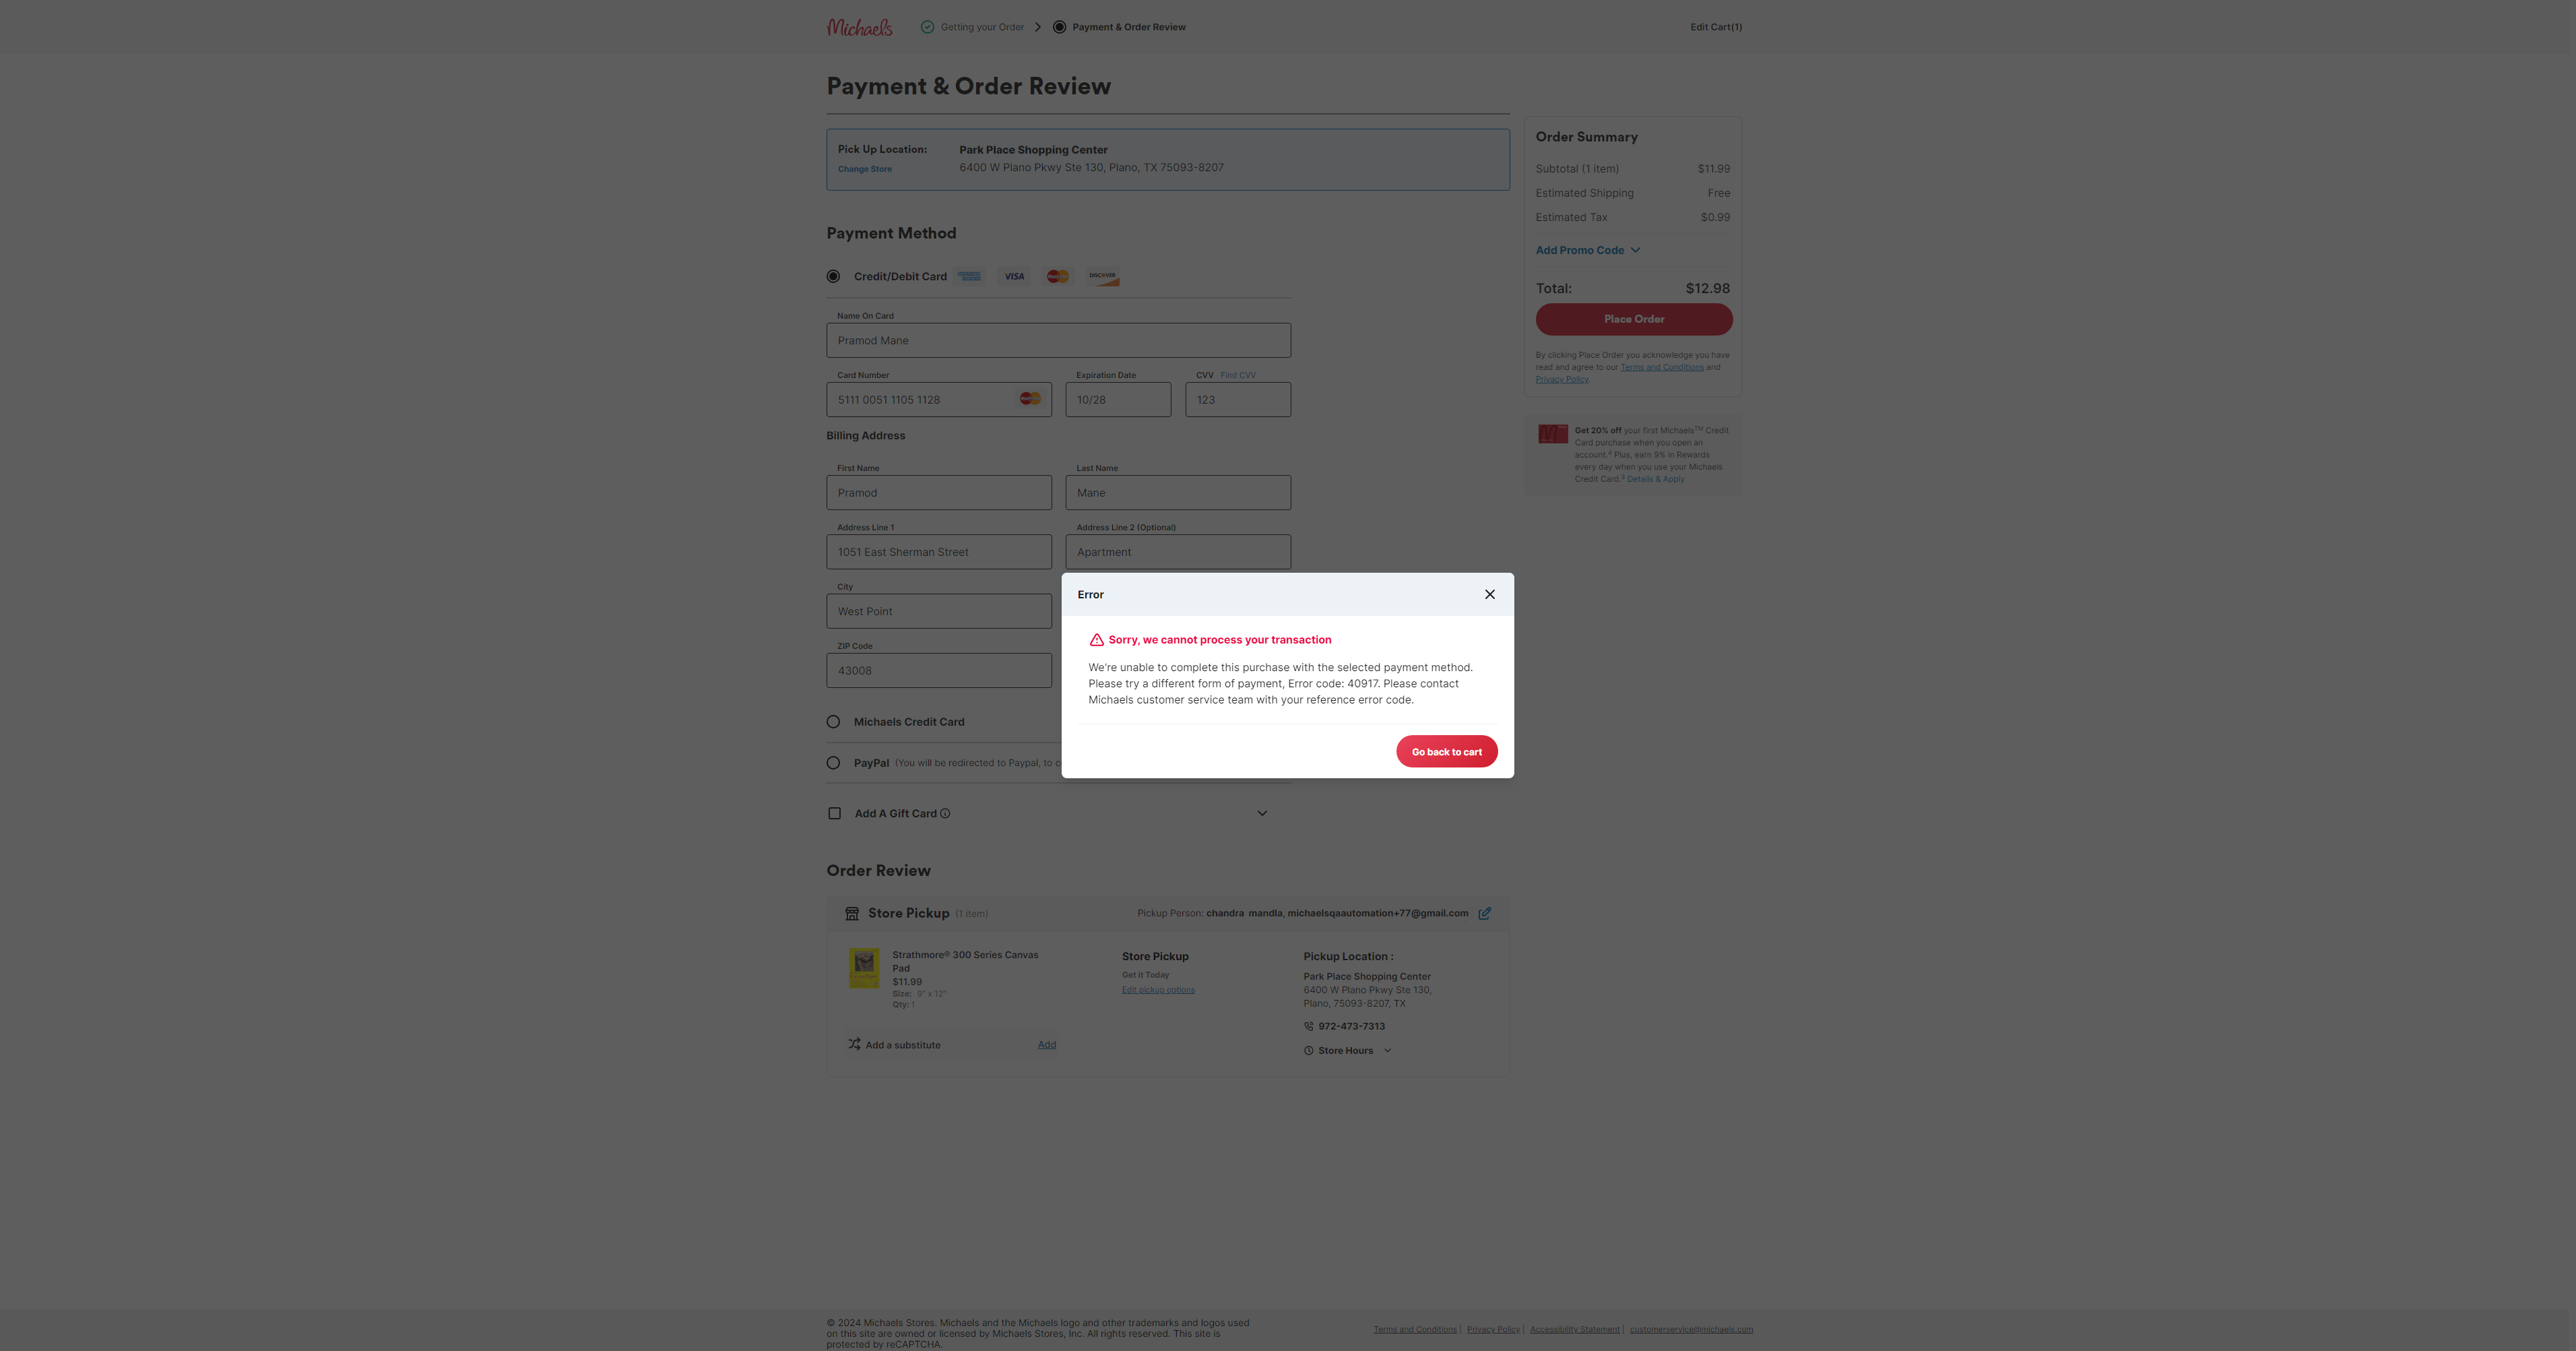 Michaels
Getting your Order
Payment & Order Review
Edit Cart(1)
Payment & Order Review
Pick Up Location:
Change Store
Park Place Shopping Center
6400 W Plano Pkwy Ste 130, Plano, TX 75093-8207
Payment Method
Credit/Debit Card
VISA
DISCOVER
Name On Card
Pramod Mane
Card Number
5111 0051 1105 1128
Expiration Date
10/28
CVV Find CVV
123
Billing Address
First Name
Pramod
Last Name
Mane
Address Line 1
1051 East Sherman Street
Address Line 2 (Optional)
Apartment
City
West Point
ZIP Code
43008
Michaels Credit Card
PayPal (You will be redirected to Paypal, to c
Add A Gift Card
Order Summary
Subtotal (1 item) $11.99
Estimated Shipping Free
Estimated Tax $0.99
Add Promo Code
Total: $12.98
Place Order
By clicking Place Order you acknowledge you have
read and agree to our Terms and Conditions and
Privacy Policy.
Get 20% off your first Michaels™ Credit
Card purchase when you open an
account.⁴ Plus, earn 9% in Rewards
every day when you use your Michaels
Credit Card.³ Details & Apply
Error
Sorry, we cannot process your transaction
We're unable to complete this purchase with the selected payment method.
Please try a different form of payment, Error code: 40917. Please contact
Michaels customer service team with your reference error code.
Go back to cart
Order Review
Store Pickup (1 item)
Pickup Person: chandra mandla, michaelsqaautomation+77@gmail.com
Strathmore® 300 Series Canvas
Pad
$11.99
Size: 9" x 12"
Qty: 1
Add a substitute Add
Store Pickup
Get it Today
Edit pickup options
Pickup Location :
Park Place Shopping Center
6400 W Plano Pkwy Ste 130,
Plano, 75093-8207, TX
972-473-7313
Store Hours
© 2024 Michaels Stores. Michaels and the Michaels logo and other trademarks and logos used
on this site are owned or licensed by Michaels Stores, Inc. All rights reserved. This site is
protected by reCAPTCHA.
Terms and Conditions | Privacy Policy | Accessibility Statement | customerservice@michaels.com